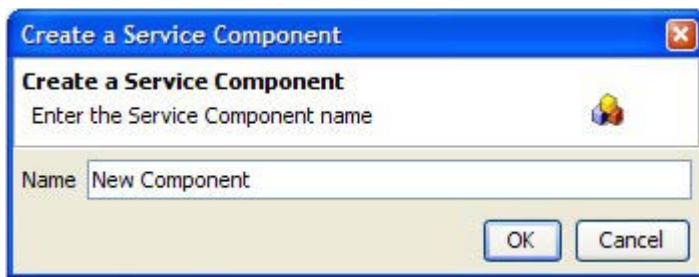 Create a Service Component
Create a Service Component
Enter the Service Component name
Name New Component
OK Cancel